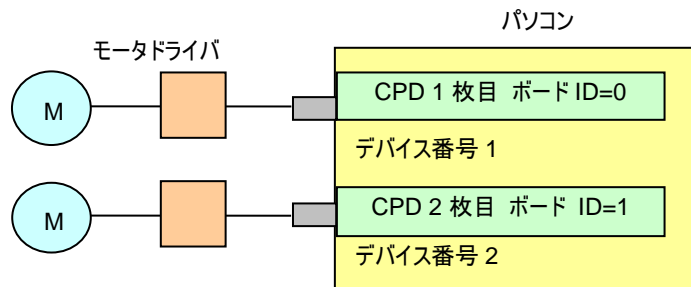 パソコン
モータドライバ
M
CPD 1 枚目 ボード ID=0
デバイス番号 1
M
CPD 2 枚目 ボード ID=1
デバイス番号 2